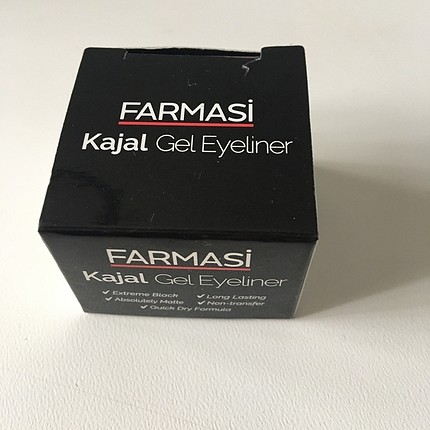 FARMASİ
Kajal Gel Eyeliner
FARMASİ
Kajal Gel Eyeliner
✓ Extreme Black ✓ Long Lasting
✓ Absolutely Matte ✓ Non-transfer
✓ Quick Dry Formula